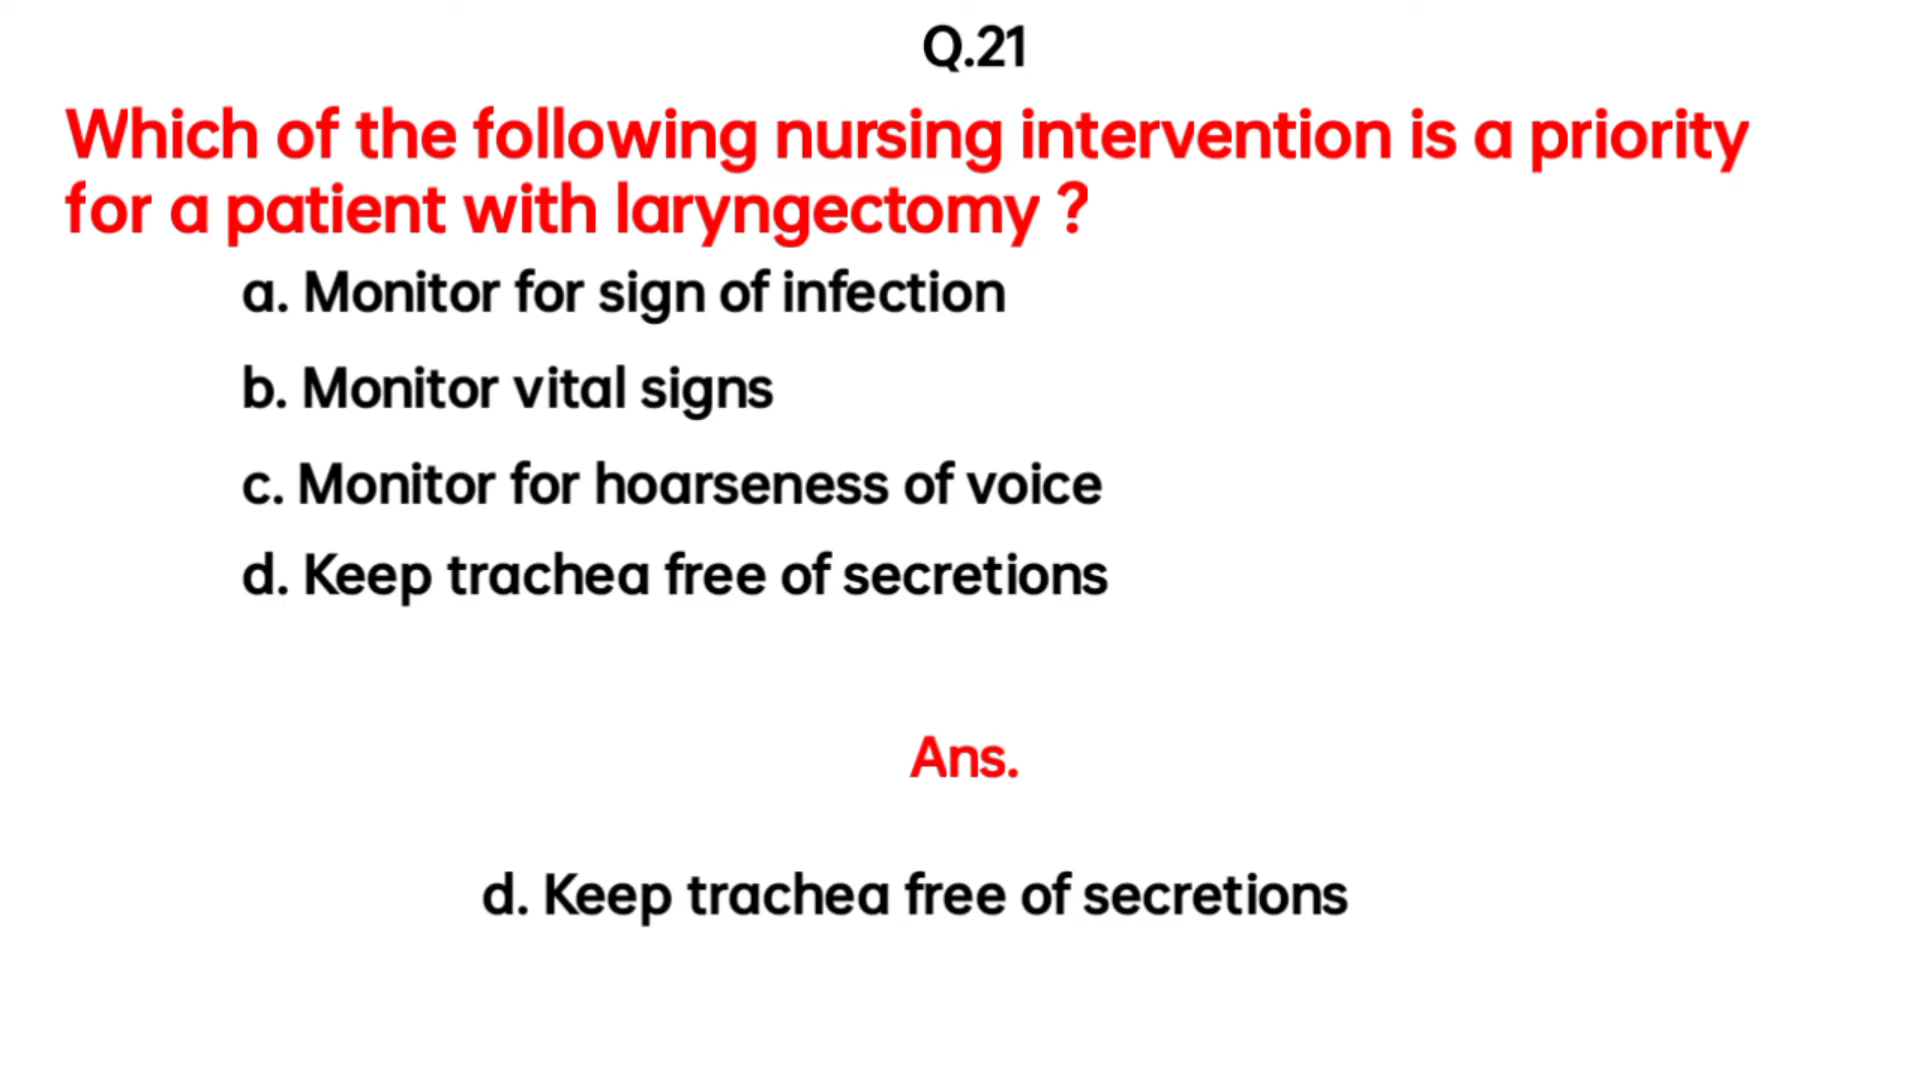 Q.21
Which of the following nursing intervention is a priority
for a patient with laryngectomy ?
a. Monitor for sign of infection
b. Monitor vital signs
c. Monitor for hoarseness of voice
d. Keep trachea free of secretions
Ans.
d. Keep trachea free of secretions